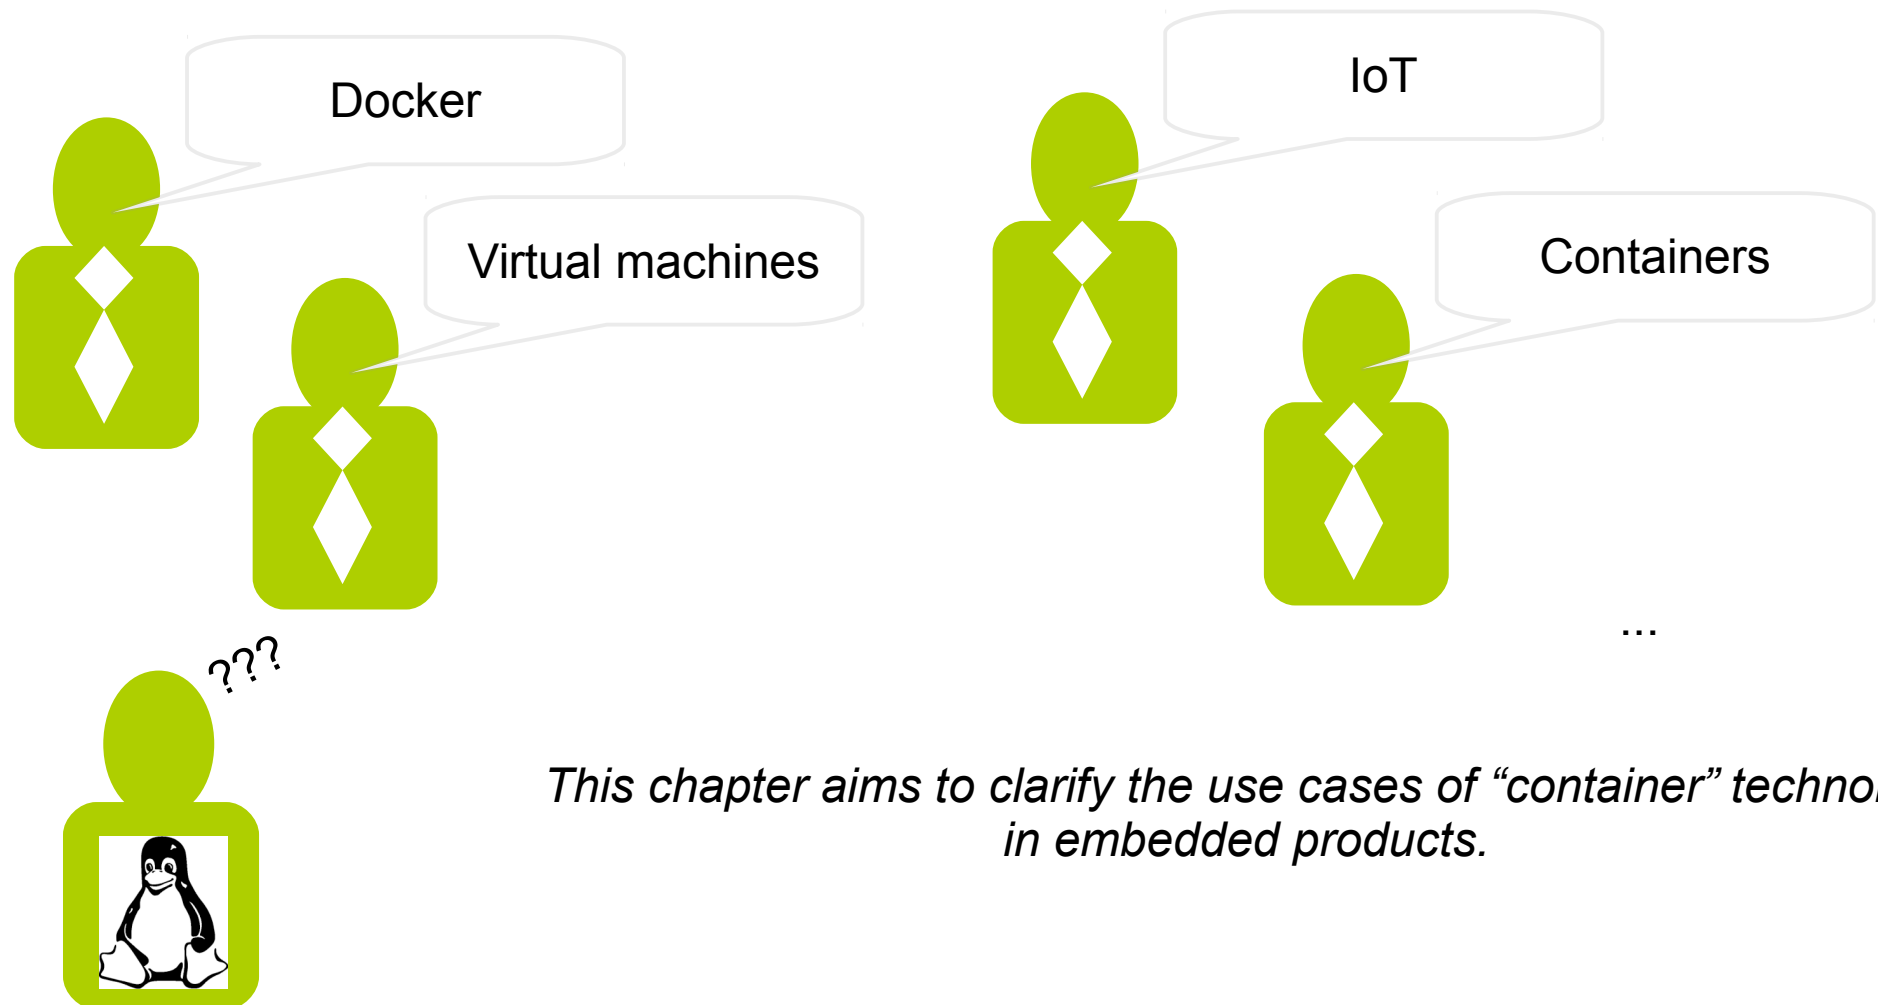 Docker
IoT
Virtual machines
Containers
???
...
This chapter aims to clarify the use cases of “container”
in embedded products.